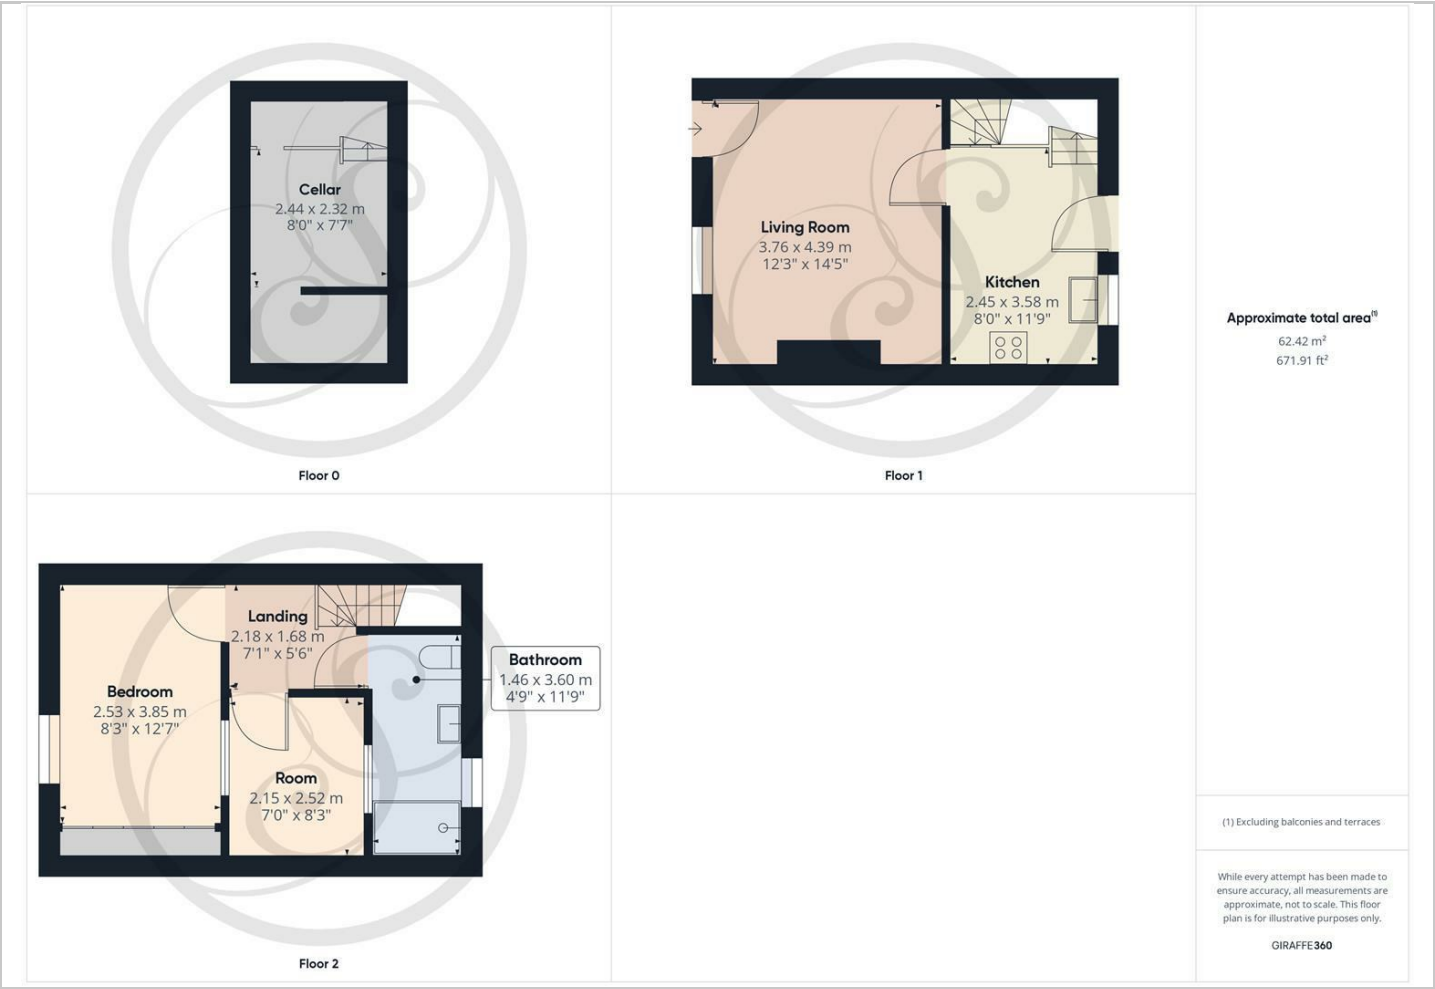 Cellar
2.44 x 2.32 m
8'0" x 7'7"
Floor 0
Living Room
3.76 x 4.39 m
12'3" x 14'5"
Kitchen
2.45 x 3.58 m
8'0" x 11'9"
Floor 1
Approximate total area(1)
62.42 m²
671.91 ft²
Landing
2.18 x 1.68 m
7'1" x 5'6"
Bathroom
1.46 x 3.60 m
4'9" x 11'9"
Bedroom
2.53 x 3.85 m
8'3" x 12'7"
Room
2.15 x 2.52 m
7'0" x 8'3"
Floor 2
(1) Excluding balconies and terraces
While every attempt has been made to
ensure accuracy, all measurements are
approximate, not to scale. This floor
plan is for illustrative purposes only.
GIRAFFE360